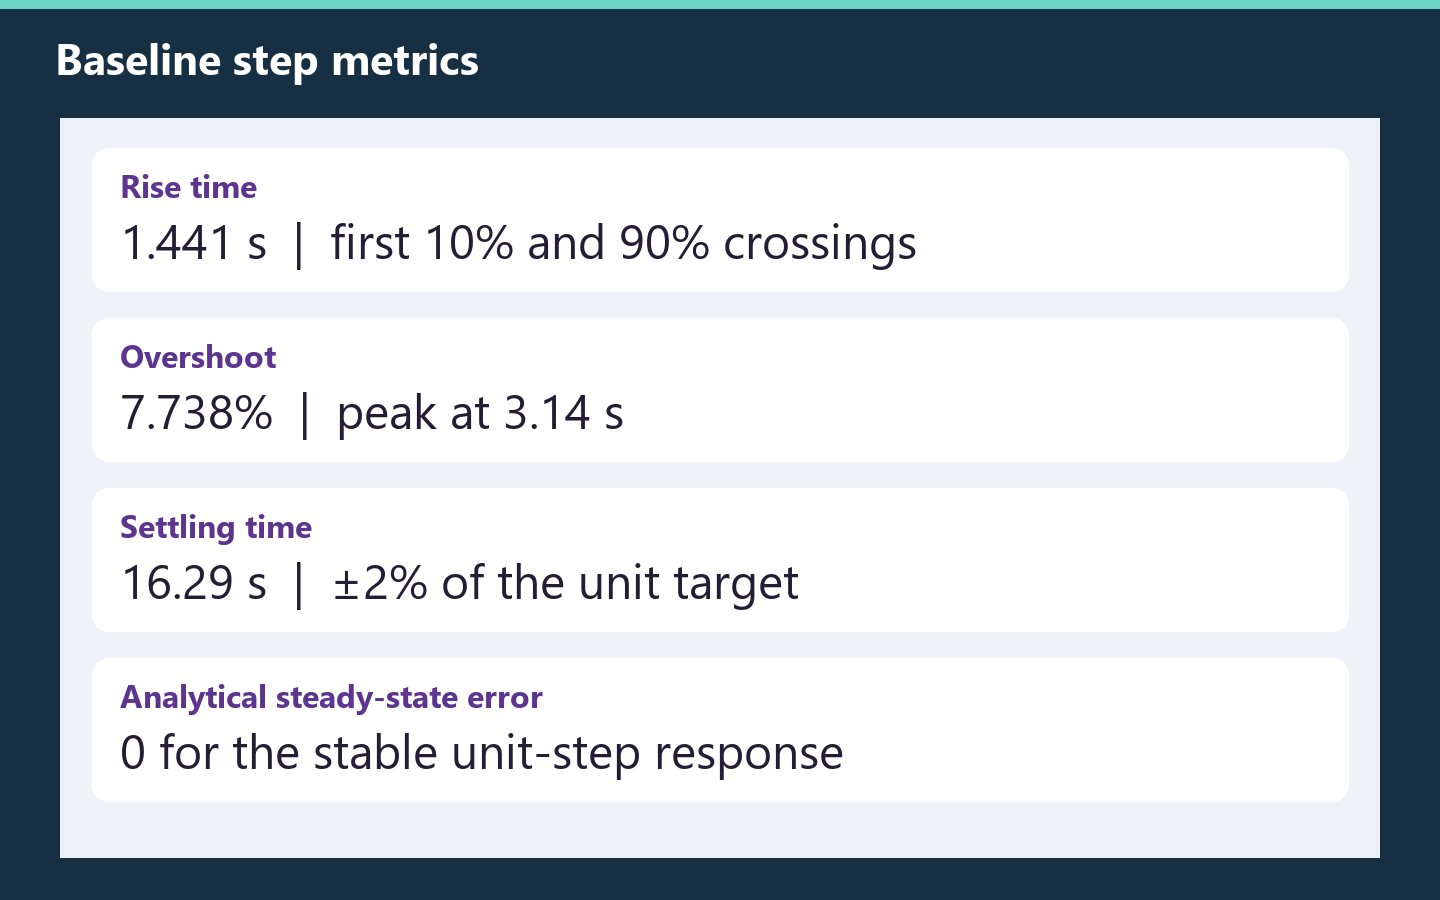 Baseline step metrics
Rise time
1.441 s | first 10% and 90% crossings
Overshoot
7.738% | peak at 3.14 s
Settling time
16.29 s | ±2% of the unit target
Analytical steady-state error
0 for the stable unit-step response